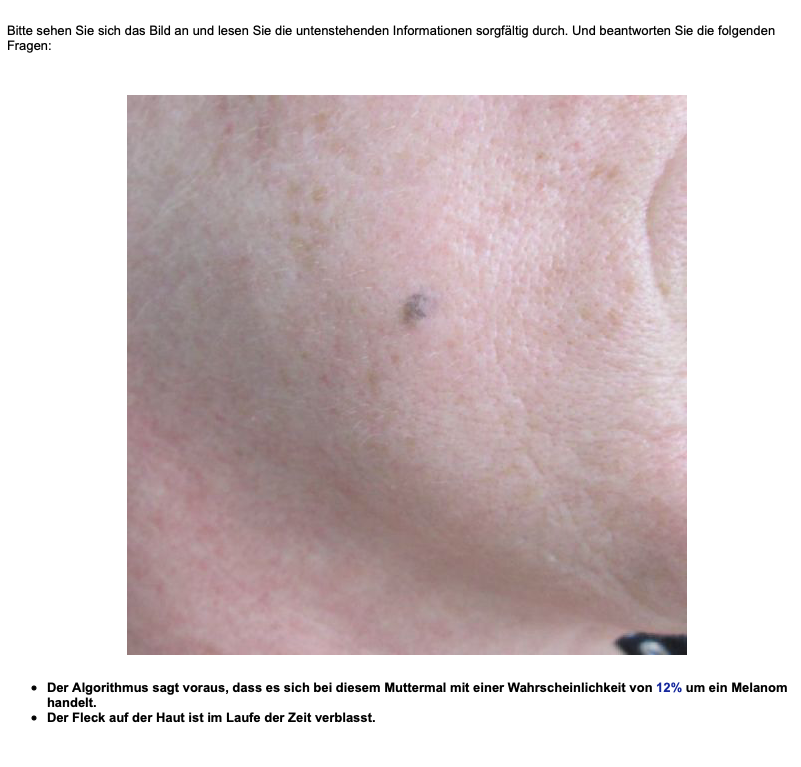 Bitte sehen Sie sich das Bild an und lesen Sie die untenstehenden Informationen sorgfältig durch. Und beantworten Sie die folgenden
Fragen:
• Der Algorithmus sagt voraus, dass es sich bei diesem Muttermal mit einer Wahrscheinlichkeit von 12% um ein Melanom
handelt.
• Der Fleck auf der Haut ist im Laufe der Zeit verblasst.